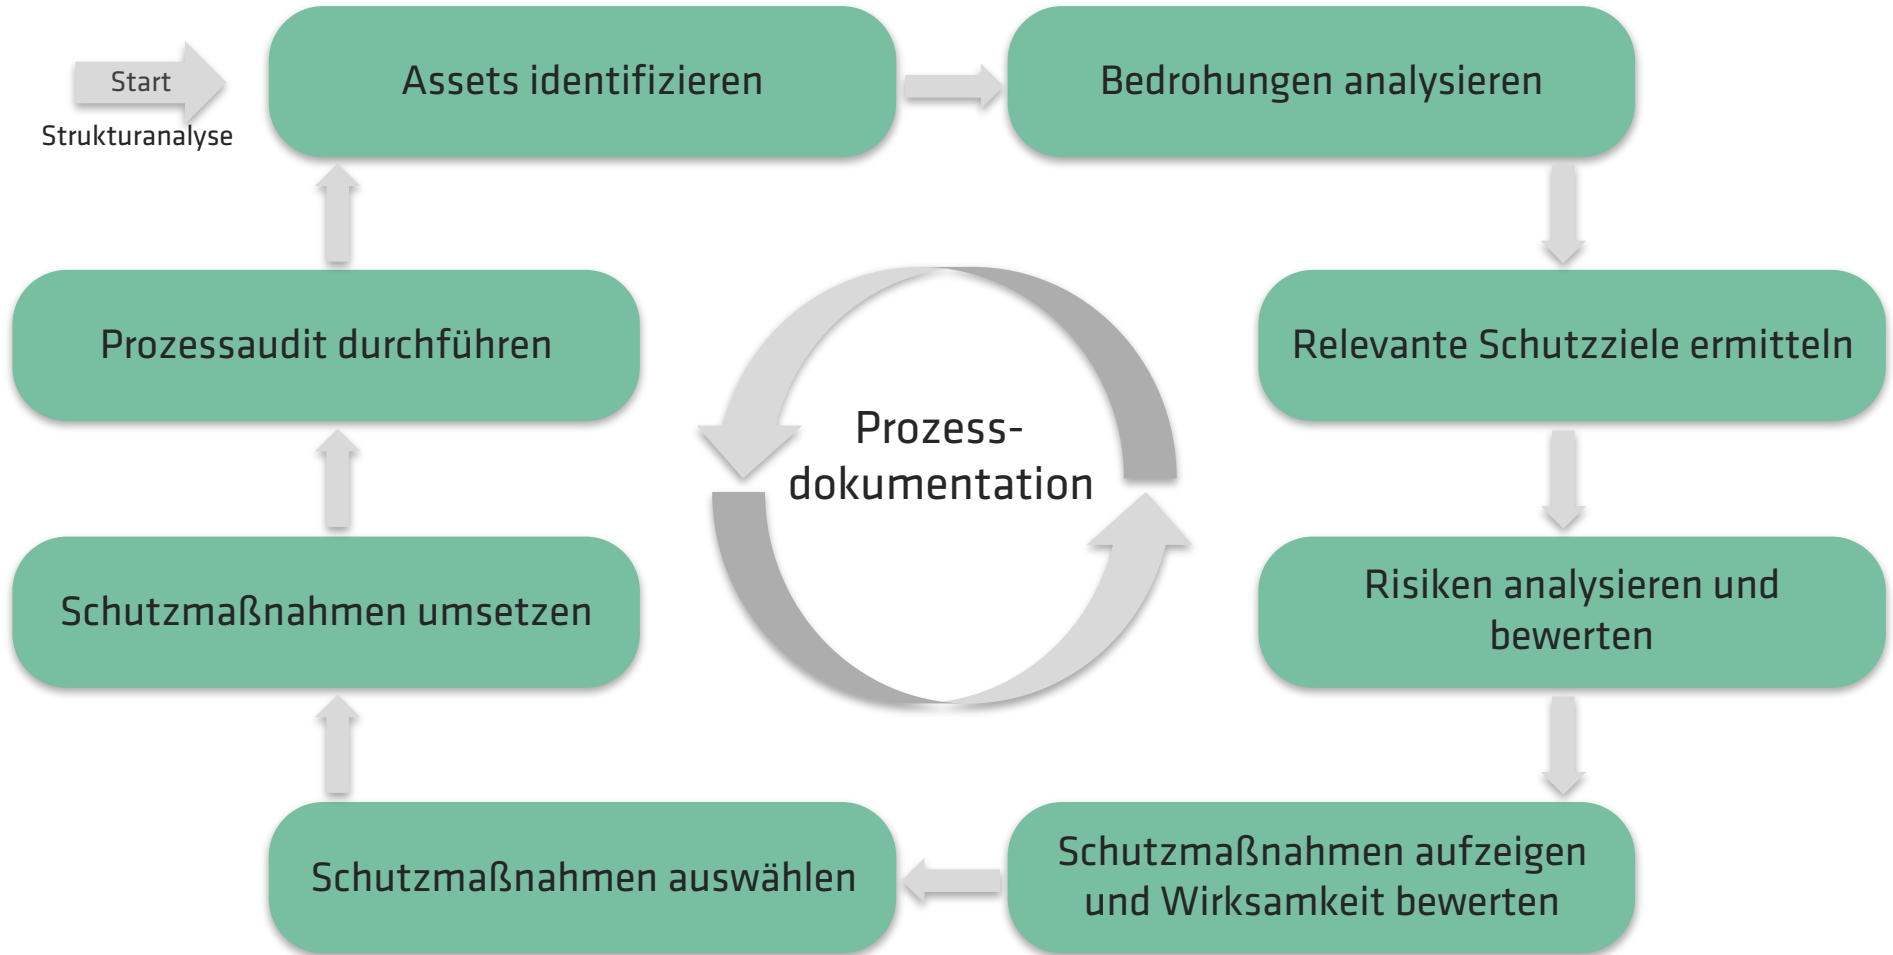 Start
Strukturanalyse
Assets identifizieren
Bedrohungen analysieren
Relevante Schutzziele ermitteln
Risiken analysieren und
bewerten
Schutzmaßnahmen aufzeigen
und Wirksamkeit bewerten
Schutzmaßnahmen auswählen
Schutzmaßnahmen umsetzen
Prozessaudit durchführen
Prozess-
dokumentation